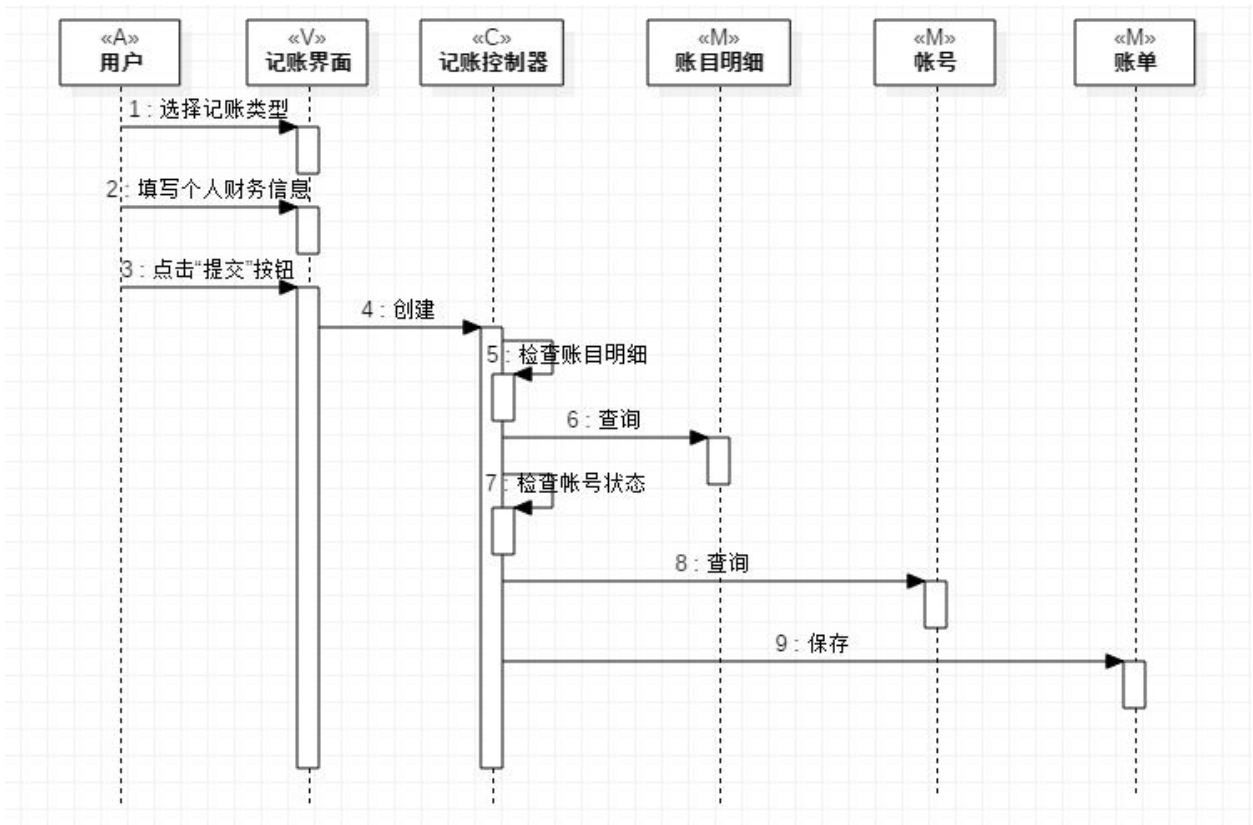 «A»
用户
«V»
记账界面
«C»
记账控制器
«M»
账目明细
«M»
帐号
«M»
账单
1 : 选择记账类型
2 : 填写个人财务信息
3 : 点击“提交”按钮
4 : 创建
5 : 检查账目明细
6 : 查询
7 : 检查帐号状态
8 : 查询
9 : 保存